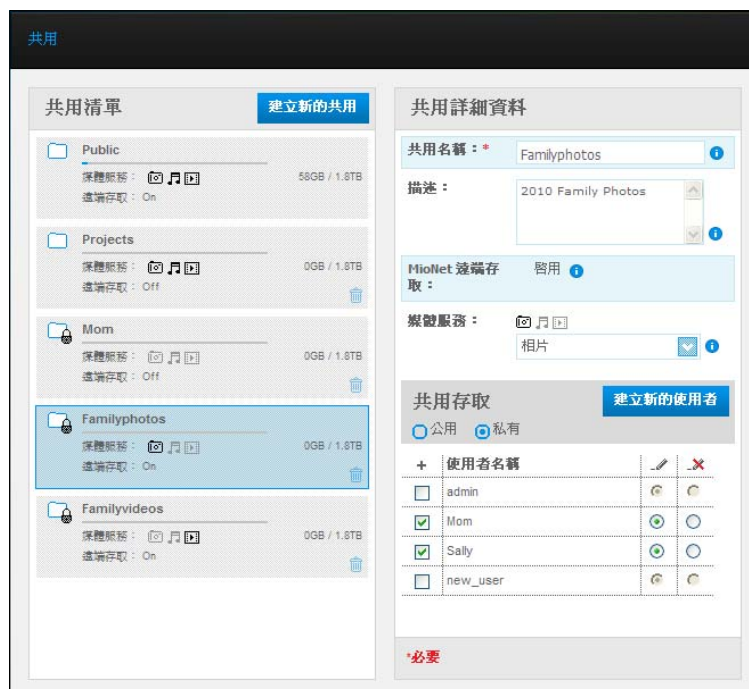 共用
共用清單
建立新的共用
Public
媒體服務：
58GB / 1.8TB
遠端存取：On
Projects
媒體服務：
0GB / 1.8TB
遠端存取：Off
Mom
媒體服務：
0GB / 1.8TB
遠端存取：Off
Familyphotos
媒體服務：
0GB / 1.8TB
遠端存取：On
Familyvideos
媒體服務：
0GB / 1.8TB
遠端存取：On
共用詳細資料
共用名稱：*
Familyphotos
描述：
2010 Family Photos
MioNet 遠端存
取：
啓用
媒體服務：
相片
共用存取
建立新的使用者
公用 私有
+ 使用者名稱
admin
Mom
Sally
new_user
*必要